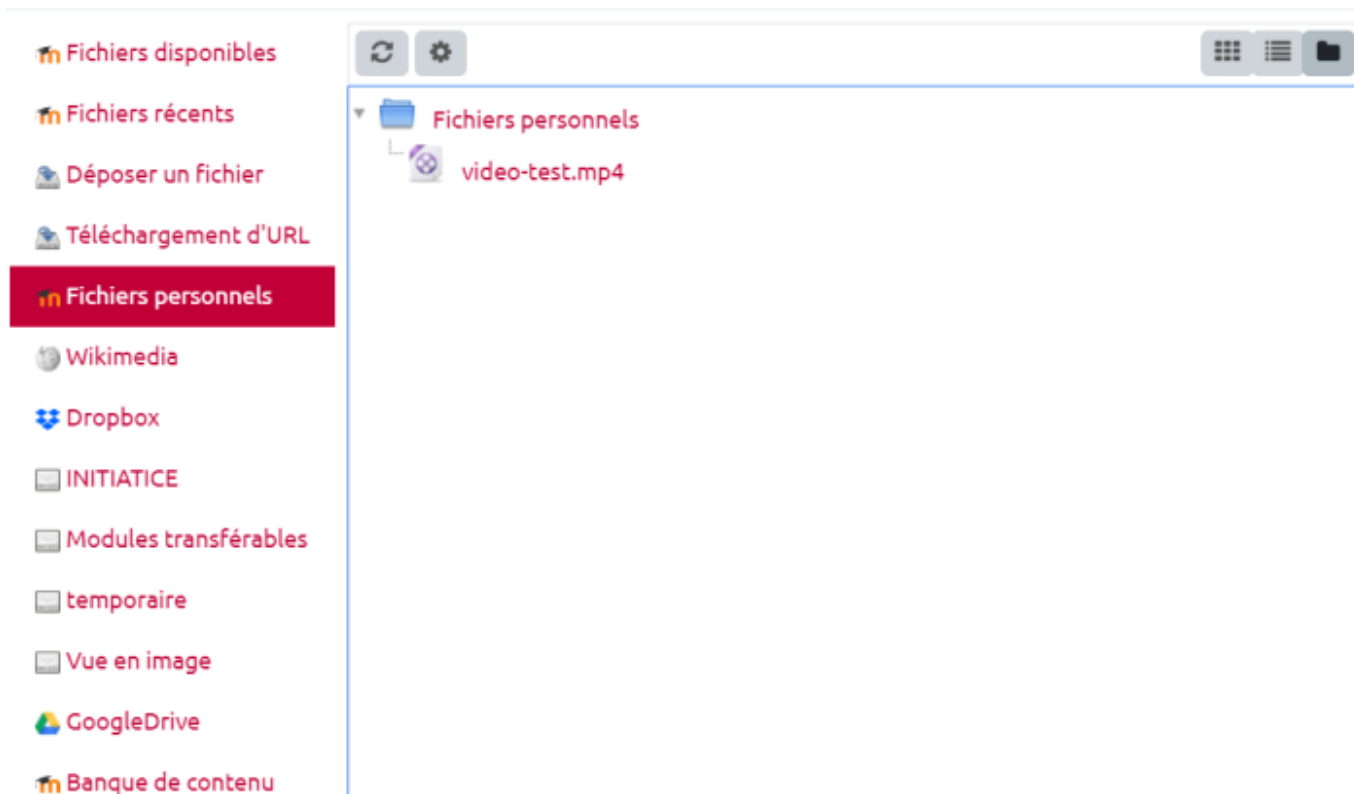 Fichiers disponibles
Fichiers récents
Déposer un fichier
Téléchargement d'URL
Fichiers personnels
Wikimedia
Dropbox
INITIATICE
Modules transférables
temporaire
Vue en image
GoogleDrive
Banque de contenu
Fichiers personnels
video-test.mp4